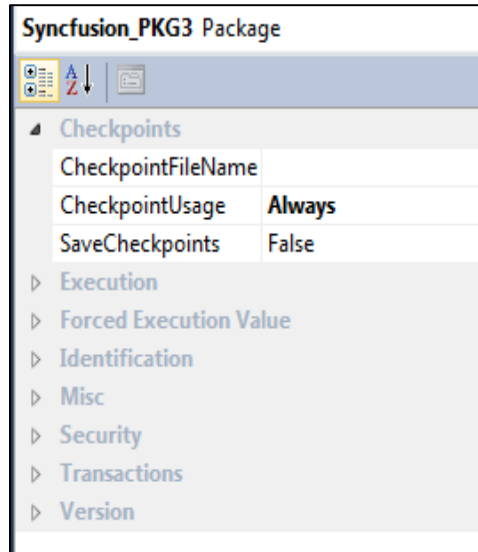 Syncfusion_PKG3 Package
A
Z
Checkpoints
CheckpointFileName
CheckpointUsage Always
SaveCheckpoints False
Execution
Forced Execution Value
Identification
Misc
Security
Transactions
Version